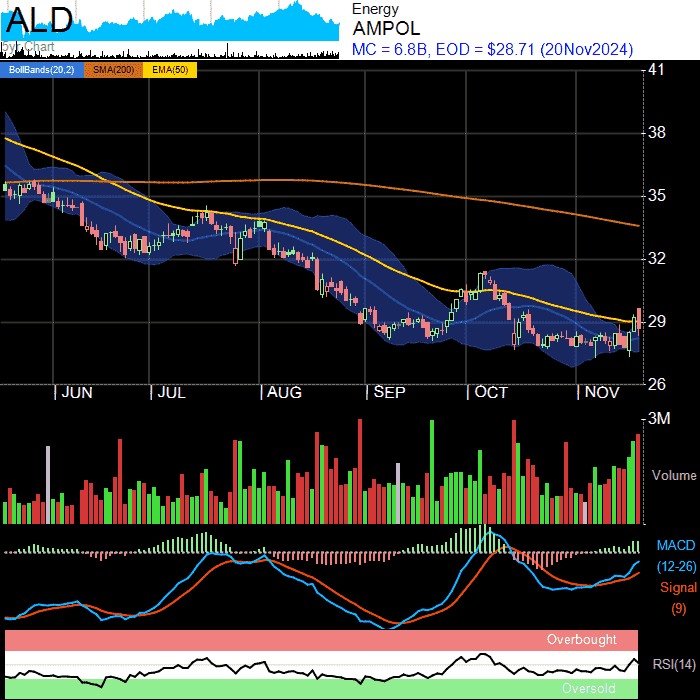 ALD
by iChart
Energy
AMPOL
MC = 6.8B, EOD = $28.71 (20Nov2024)
BollBands(20,2) SMA(200) EMA(50)
41
38
35
32
29
26
JUN JUL AUG SEP OCT NOV
3M
Volume
MACD
(12-26)
Signal
(9)
Overbought
RSI(14)
Oversold